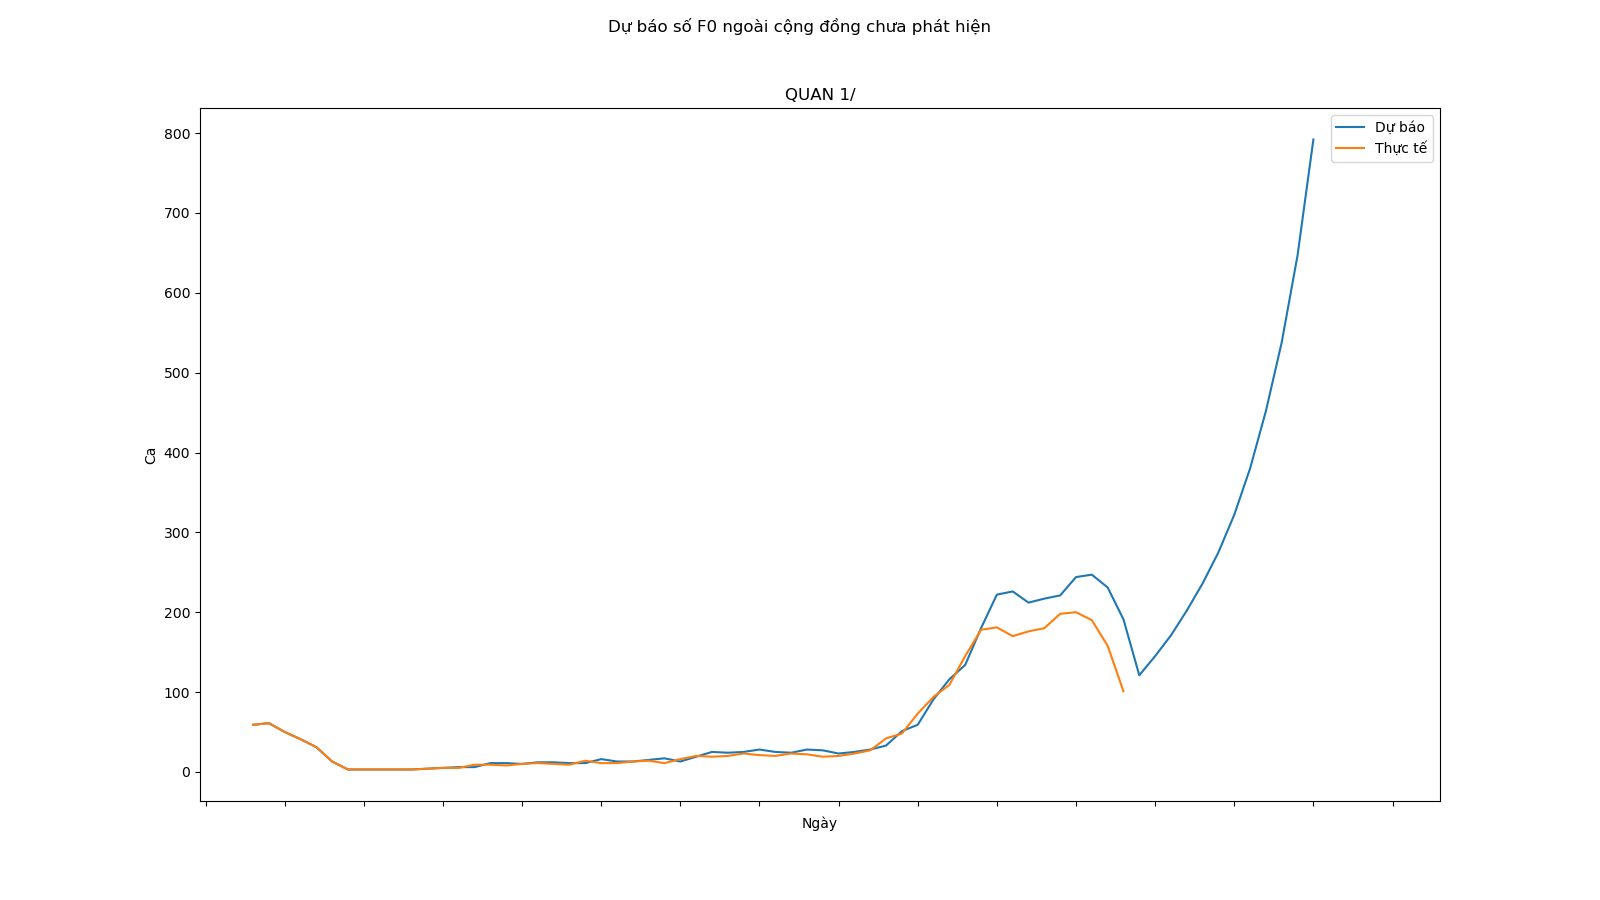 Dự báo số F0 ngoài cộng đồng chưa phát hiện
QUAN 1/
Dự báo
Thực tế
800
700
600
500
400
300
200
100
0
Ca
Ngày